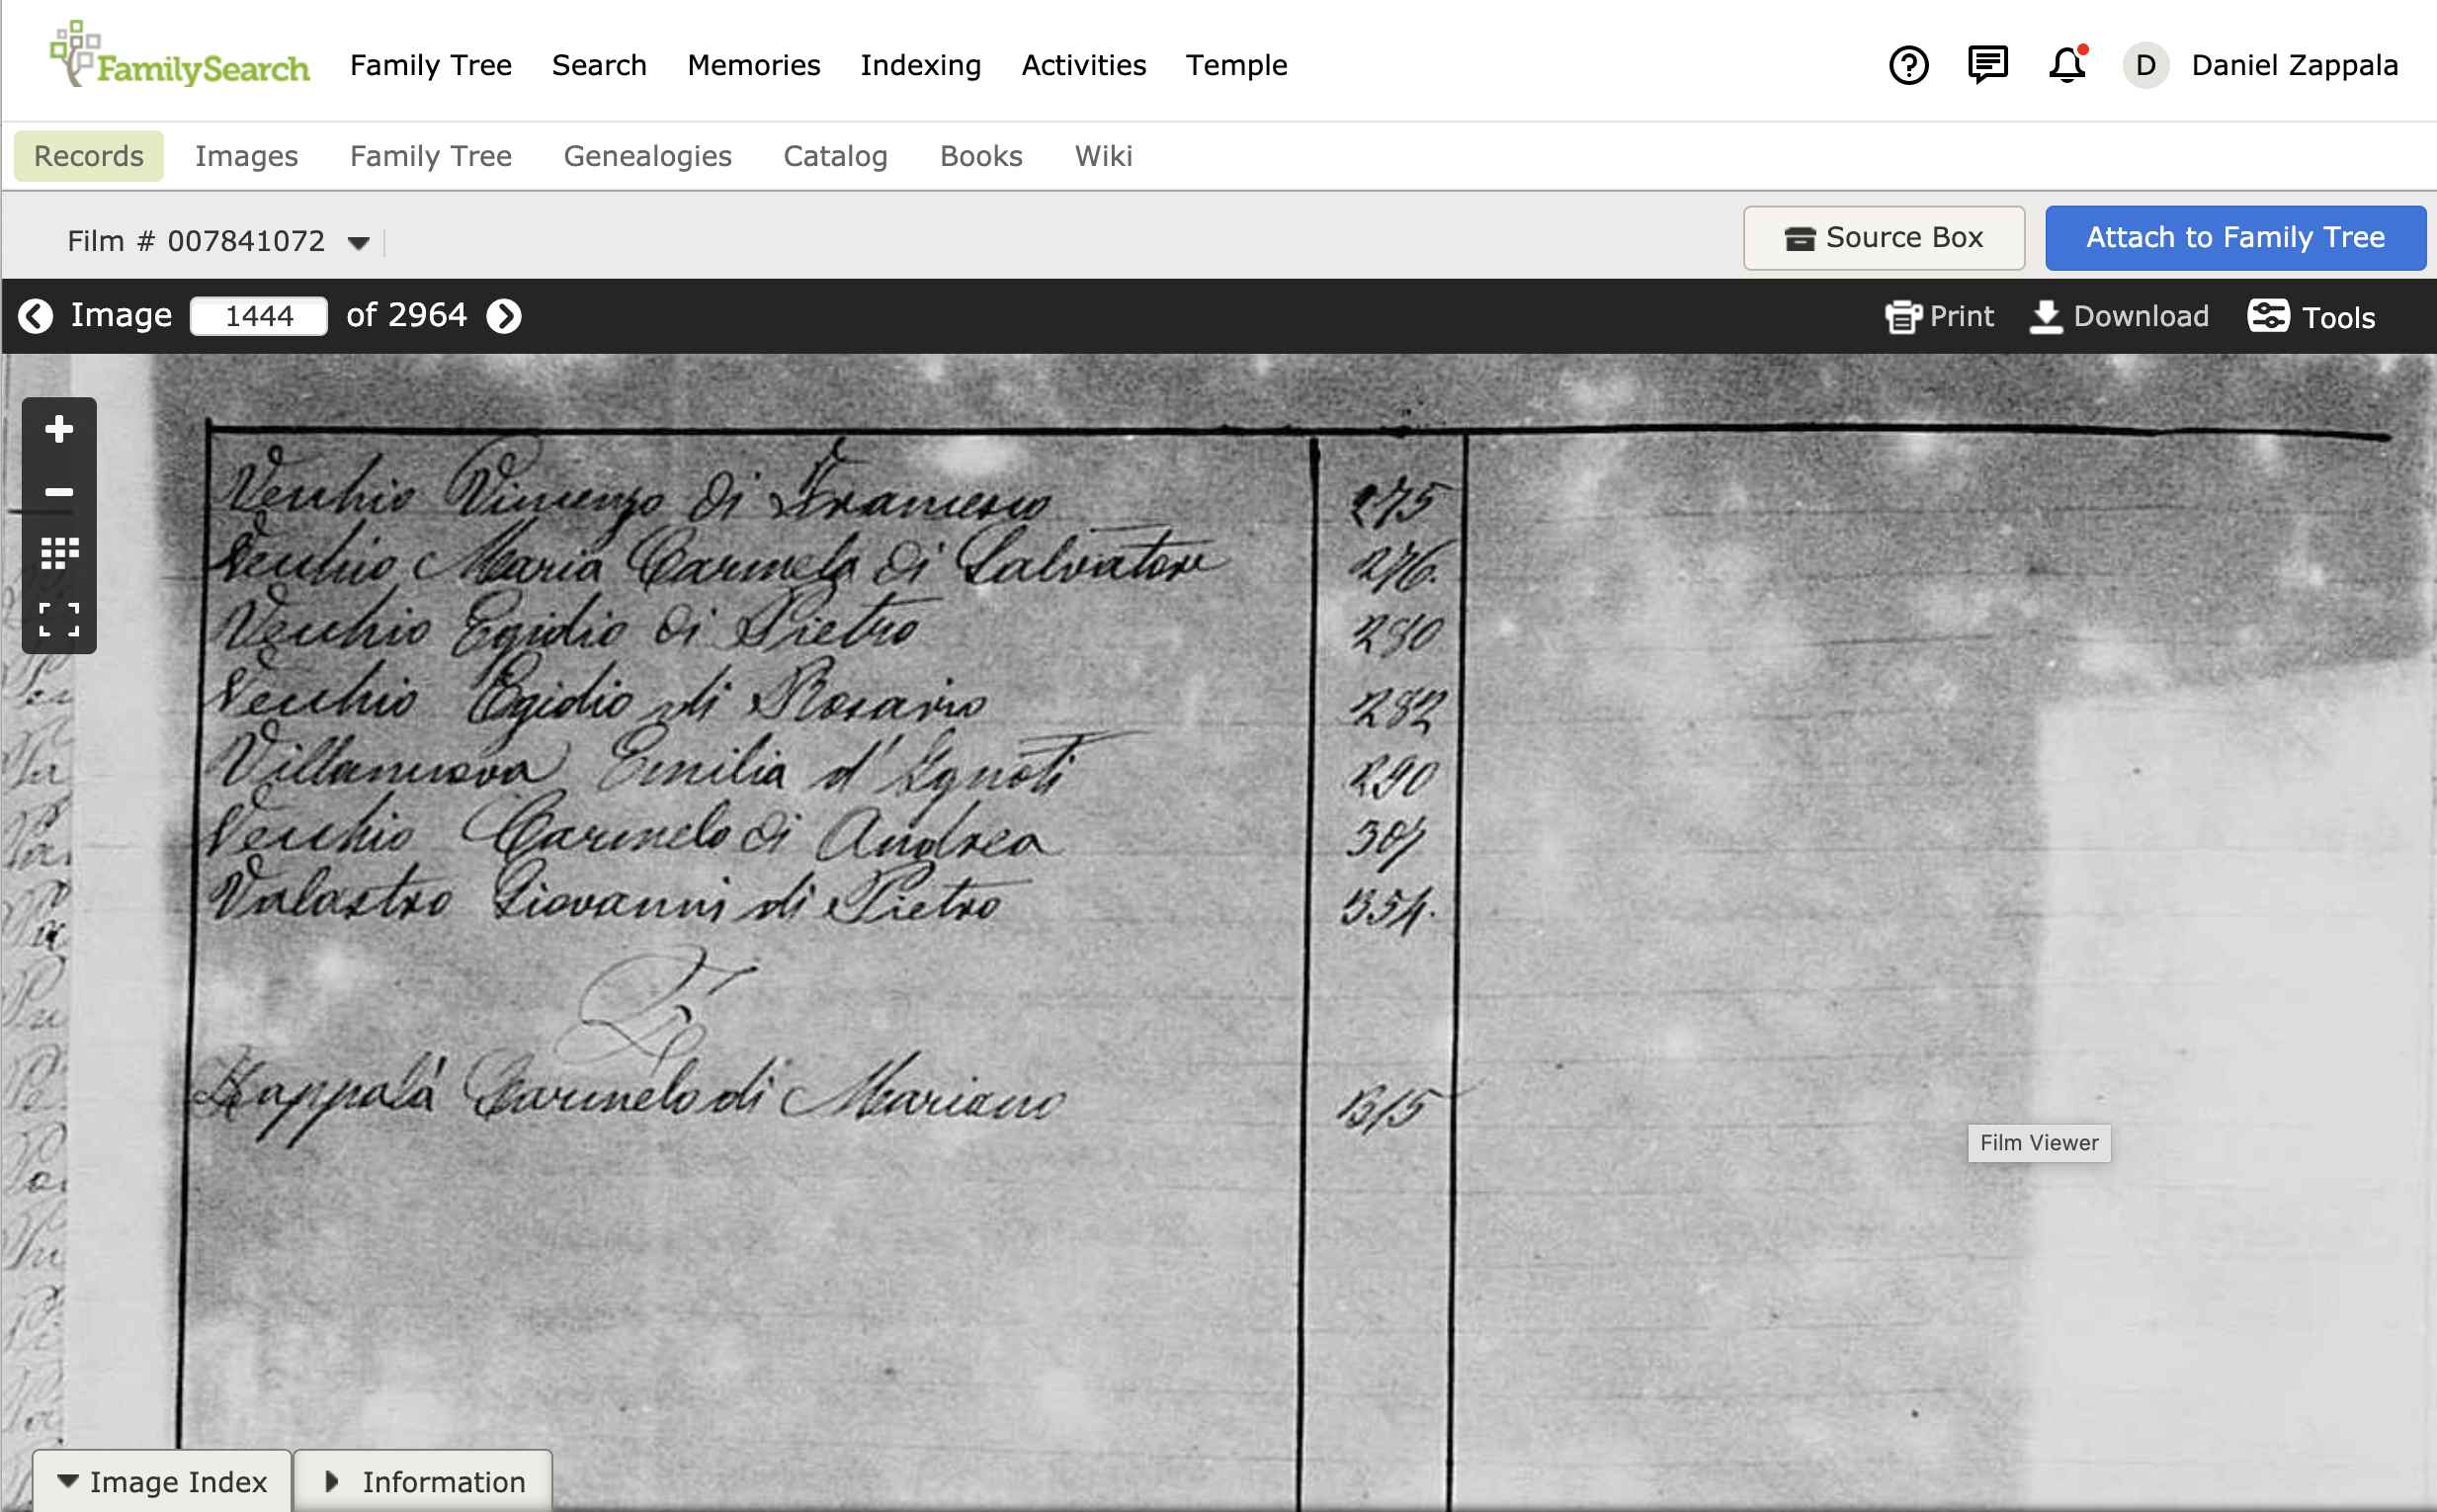 FamilySearch Family Tree Search Memories Indexing Activities Temple D Daniel Zappala
Records Images Family Tree Genealogies Catalog Books Wiki
Film # 007841072 Source Box Attach to Family Tree
Image 1444 of 2964 Print Download Tools
Vecchio Vincenzo di Francesco 275
Vecchio Maria Carmela di Salvatore 276.
Vecchio Egidio di Pietro 280
Vecchio Egidio di Rosario 282
Villanuova Emilia d'Ignoti 290
Vecchio Carmelo di Andrea
Valastro Giovanni di Pietro 354.
Z
Zappalà Carmelo di Mariano 315
Film Viewer
Image Index Information